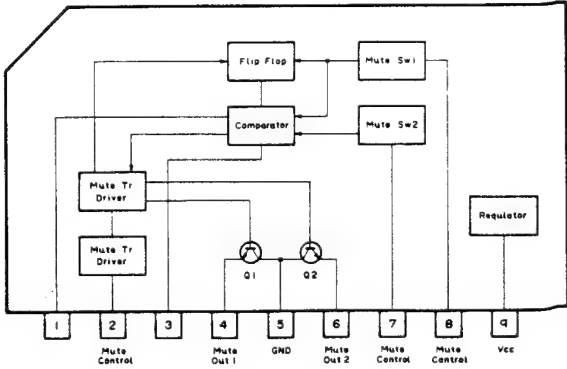 Flip Flop
Mute Sw1
Comparator
Mute Sw2
Mute Tr
Driver
Regulator
Mute Tr
Driver
Q1
Q2
1
2
3
4
5
6
7
8
9
Mute
Control
Mute
Out 1
GND
Mute
Out 2
Mute
Control
Mute
Control
Vcc